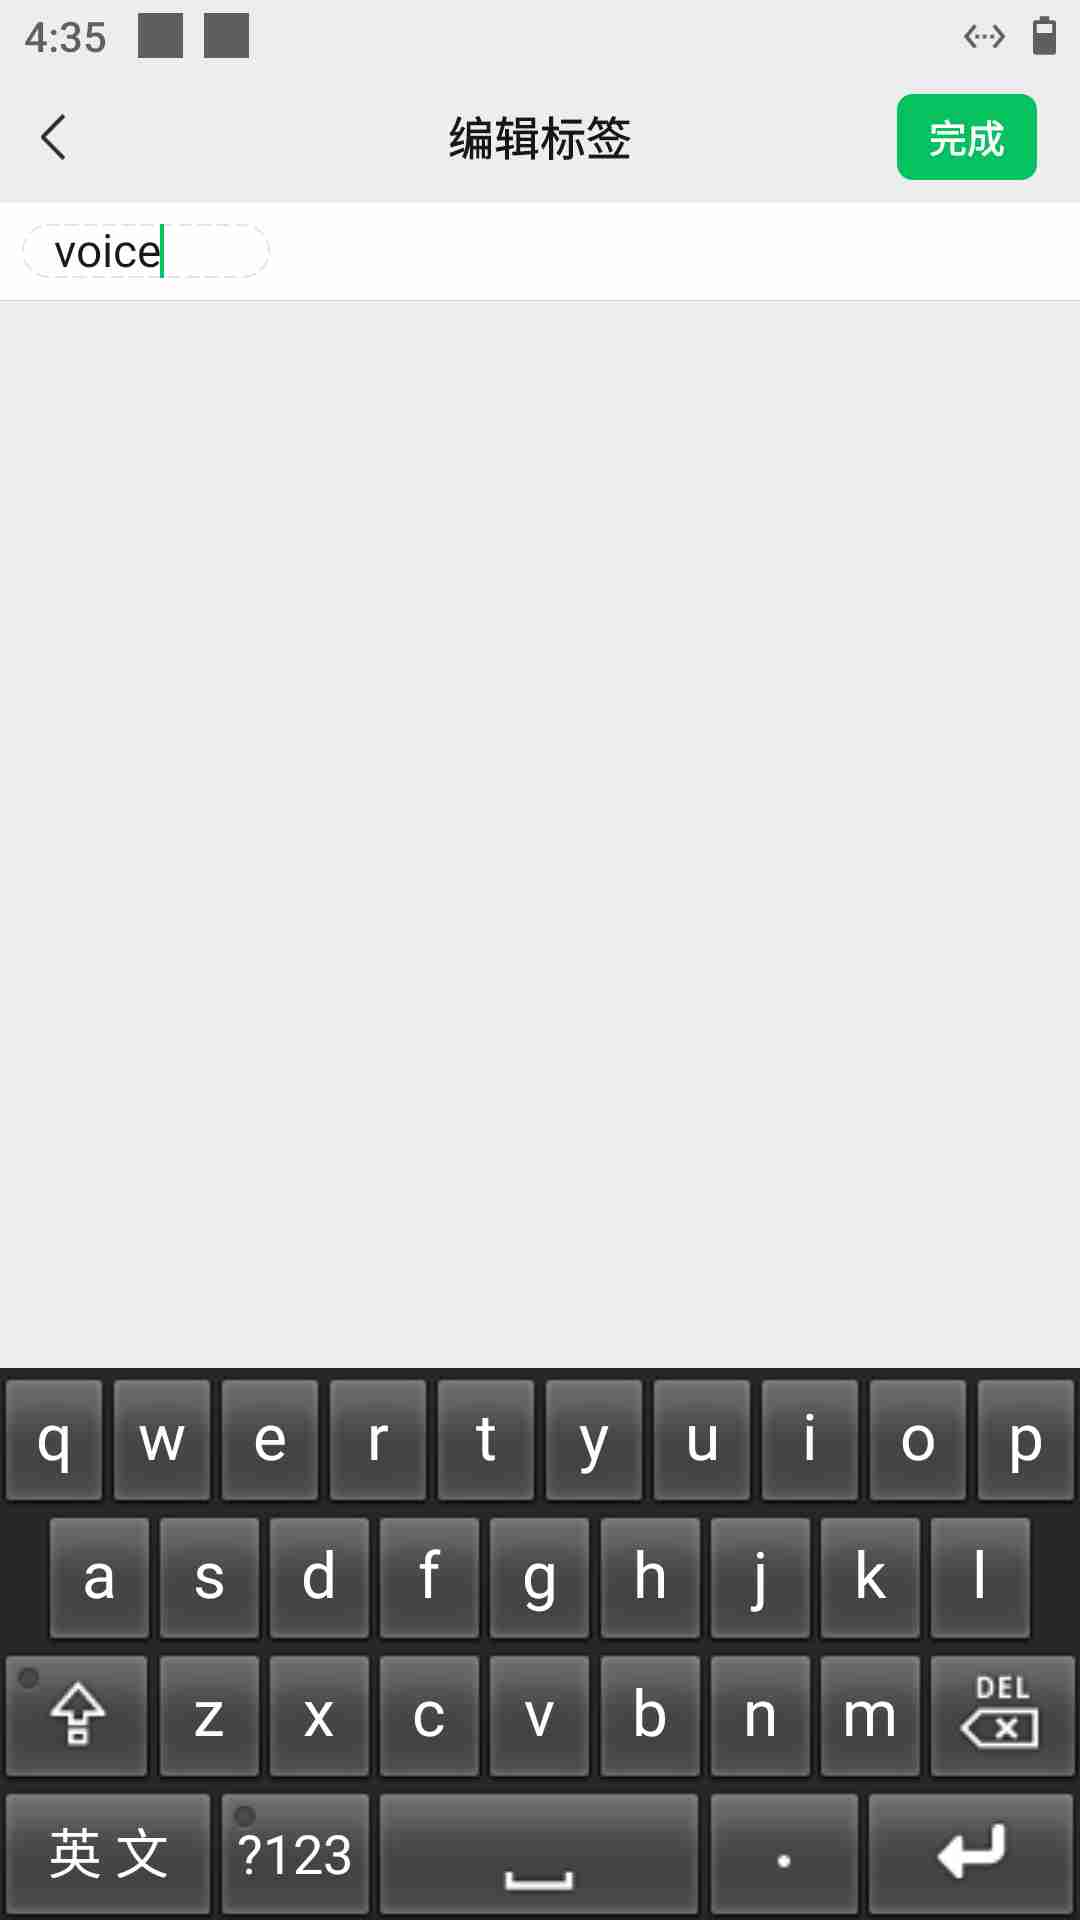 4:35
编辑标签
完成
voice
q w e r t y u i o p
a s d f g h j k l
z x c v b n m DEL
英文 ?123 .